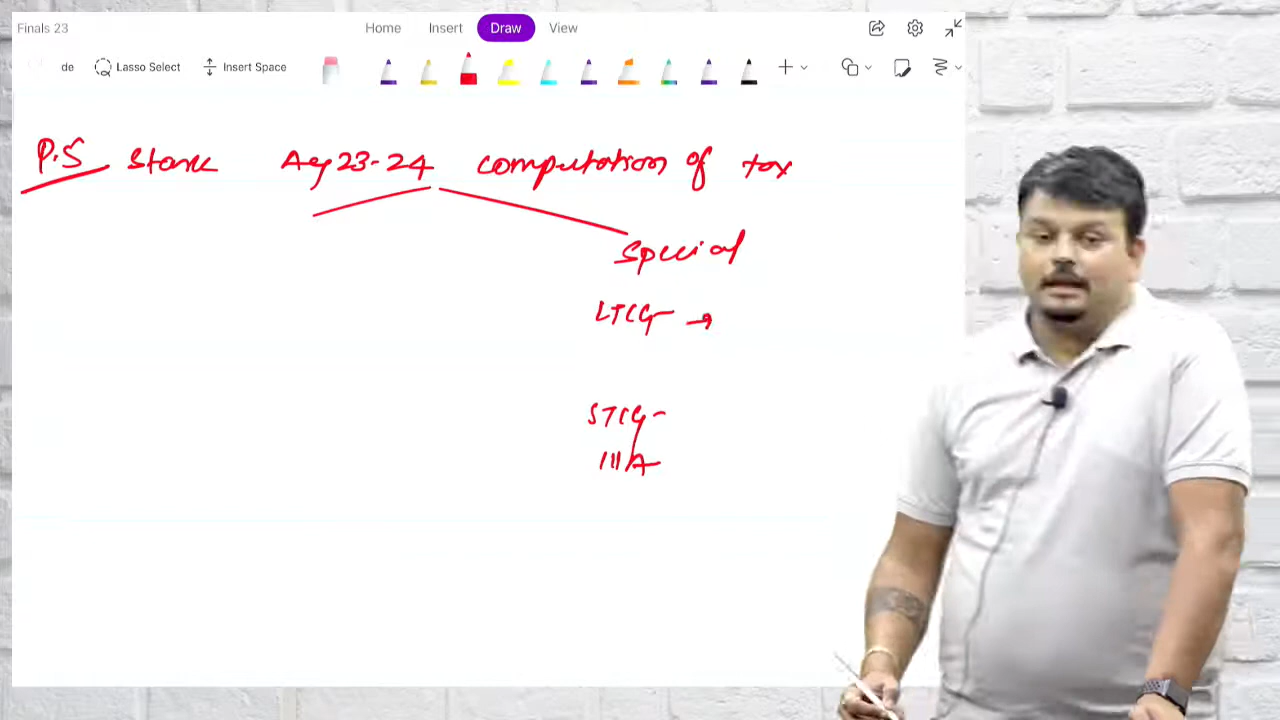 Finals 23
Home Insert Draw View
de Lasso Select Insert Space
P.S Stark Ay 23-24 computation of tax
Special
LTCG →
STCG -
111A